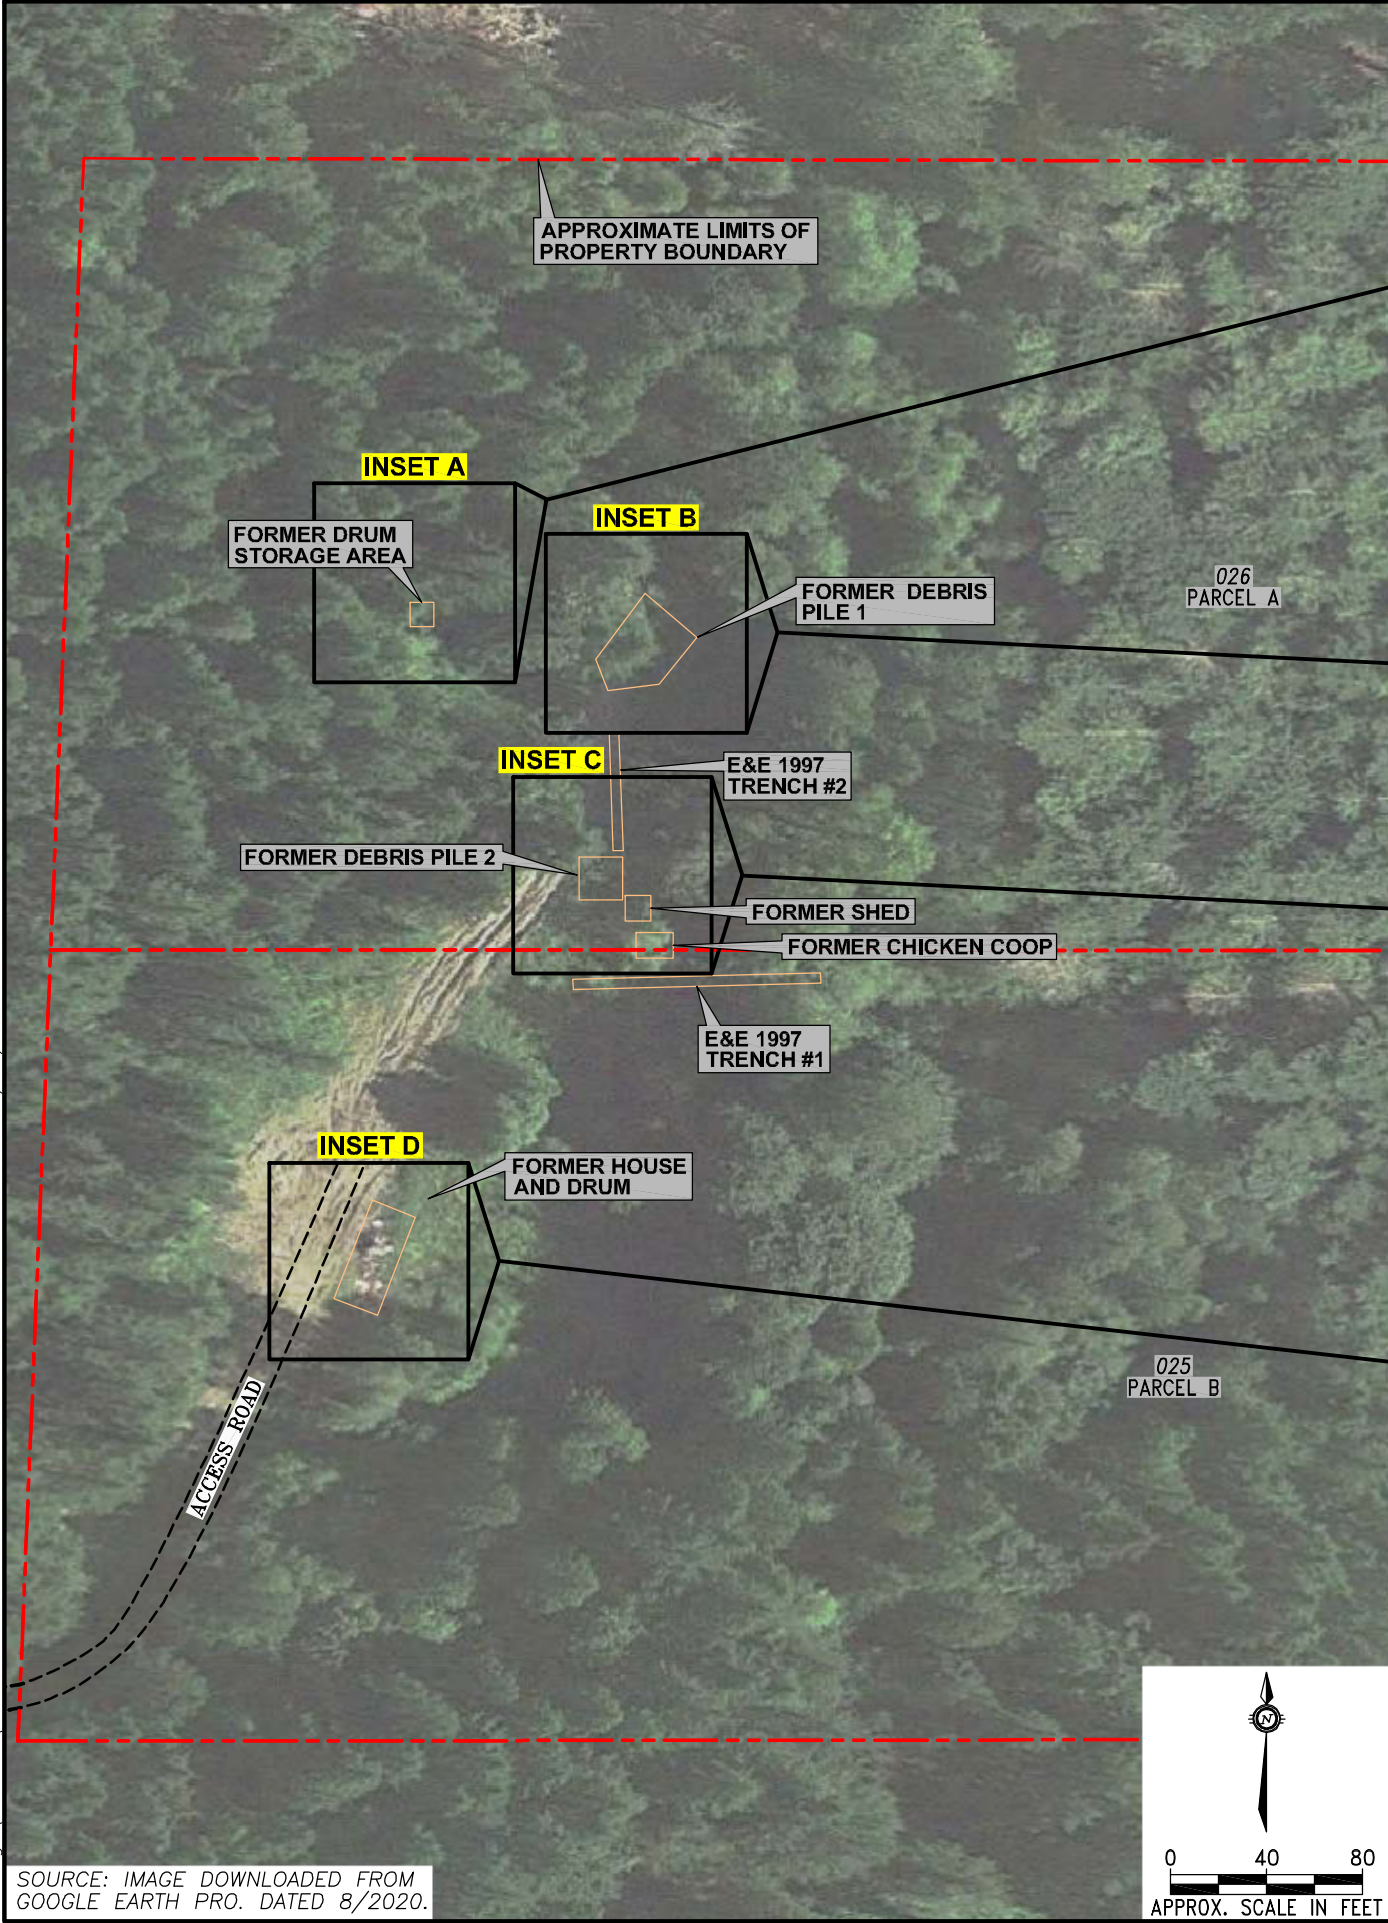 APPROXIMATE LIMITS OF
PROPERTY BOUNDARY
INSET A
FORMER DRUM
STORAGE AREA
INSET B
FORMER DEBRIS
PILE 1
026
PARCEL A
INSET C
E&E 1997
TRENCH #2
FORMER DEBRIS PILE 2
FORMER SHED
FORMER CHICKEN COOP
E&E 1997
TRENCH #1
INSET D
FORMER HOUSE
AND DRUM
025
PARCEL B
ACCESS ROAD
N
0 40 80
APPROX. SCALE IN FEET
SOURCE: IMAGE DOWNLOADED FROM
GOOGLE EARTH PRO. DATED 8/2020.